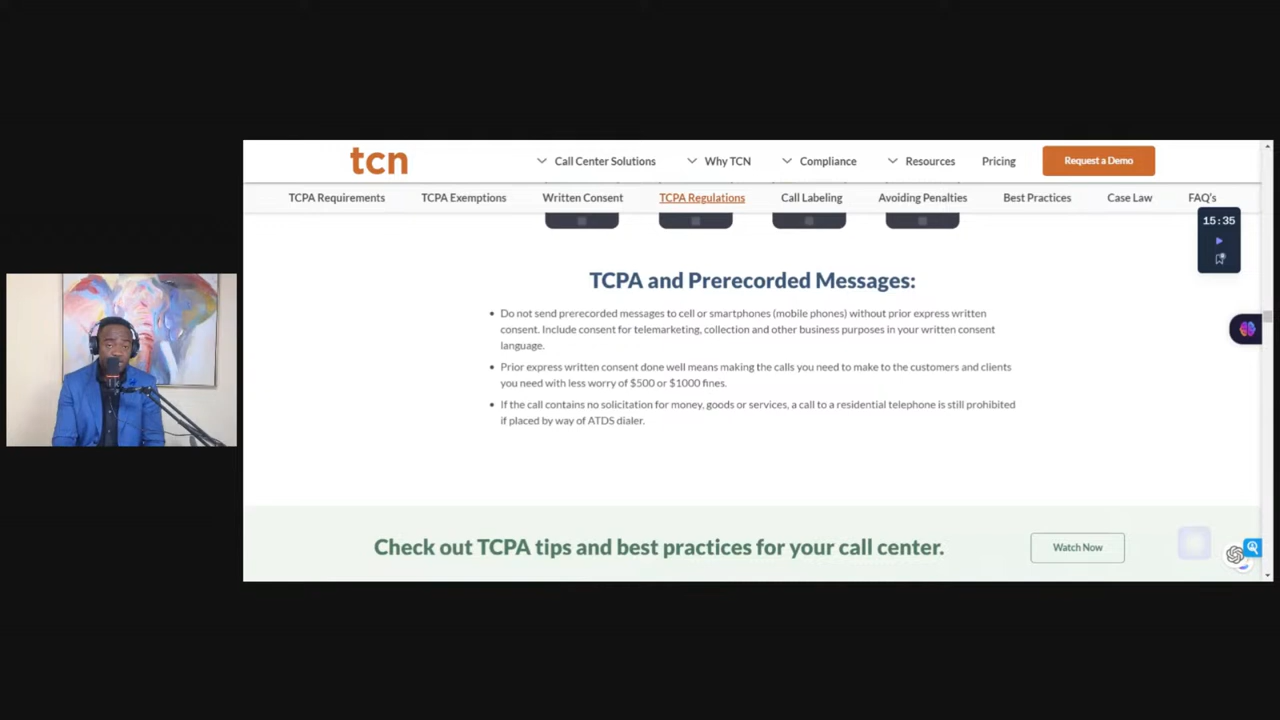 tcn
Call Center Solutions
Why TCN
Compliance
Resources
Pricing
Request a Demo
TCPA Requirements
TCPA Exemptions
Written Consent
TCPA Regulations
Call Labeling
Avoiding Penalties
Best Practices
Case Law
FAQ's
15:35
TCPA and Prerecorded Messages:
Do not send prerecorded messages to cell or smartphones (mobile phones) without prior express written
consent. Include consent for telemarketing, collection and other business purposes in your written consent
language.
Prior express written consent done well means making the calls you need to make to the customers and clients
you need with less worry of $500 or $1000 fines.
If the call contains no solicitation for money, goods or services, a call to a residential telephone is still prohibited
if placed by way of ATDS dialer.
Check out TCPA tips and best practices for your call center.
Watch Now